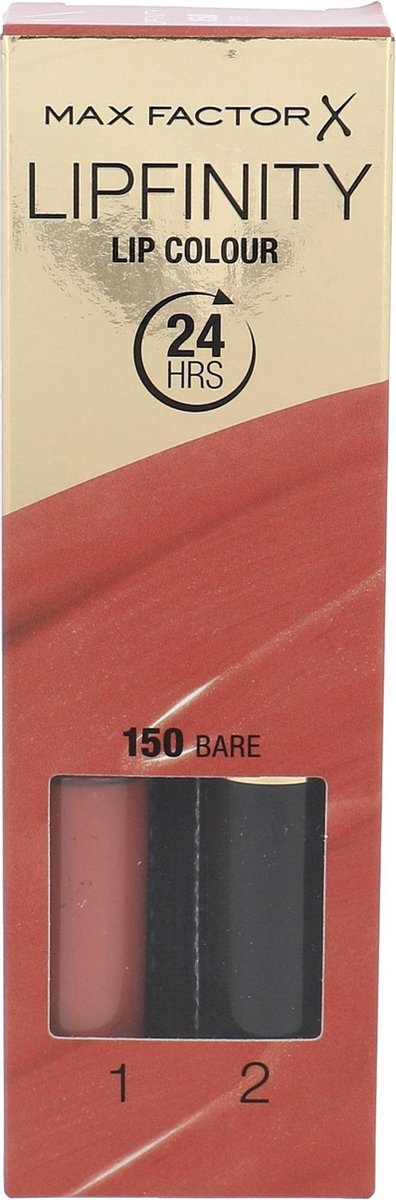 MAX FACTOR X
LIPFINITY
LIP COLOUR
24
HRS
150 BARE
1 2